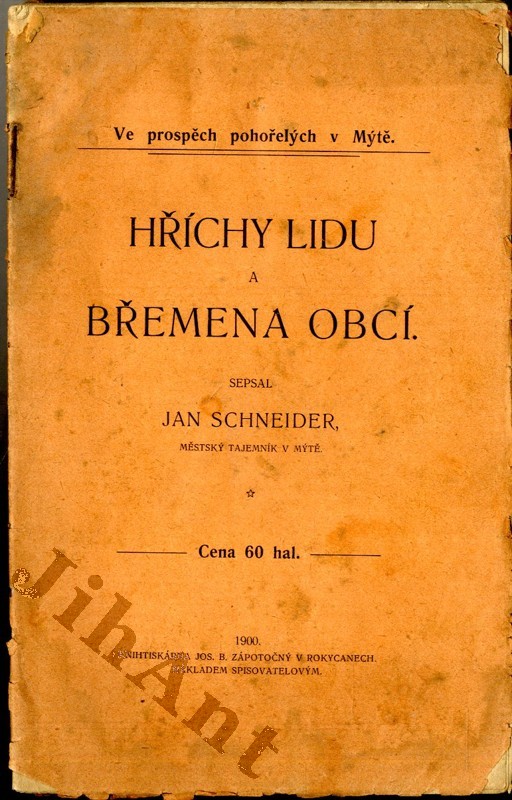 Ve prospěch pohořelých v Mýtě.
HŘÍCHY LIDU
A
BŘEMENA OBCÍ.
SEPSAL
JAN SCHNEIDER,
MĚSTSKÝ TAJEMNÍK V MÝTĚ.
Cena 60 hal.
1900.
KNIHTISKÁRNA JOS. B. ZÁPOTOČNÝ V ROKYCANECH.
NÁKLADEM SPISOVATELOVÝM.
JihAnt